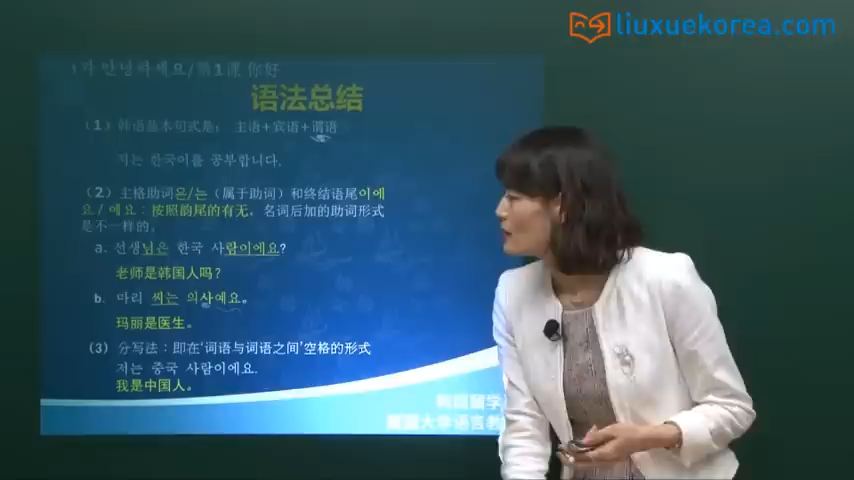 liuxuekorea.com
안녕하세요/第1课 你好
语法总结
（1）韩语基本句式是： 主语+宾语+谓语
저는 한국어를 공부합니다.
（2）主格助词은/는（属于助词）和终结语尾이에
요/예요：按照韵尾的有无，名词后加的助词形式
是不一样的。
a. 선생님은 한국 사람이에요?
老师是韩国人吗？
b. 마리 씨는 의사예요。
玛丽是医生。
（3）分写法：即在‘词语与词语之间’空格的形式
저는 중국 사람이에요.
我是中国人。